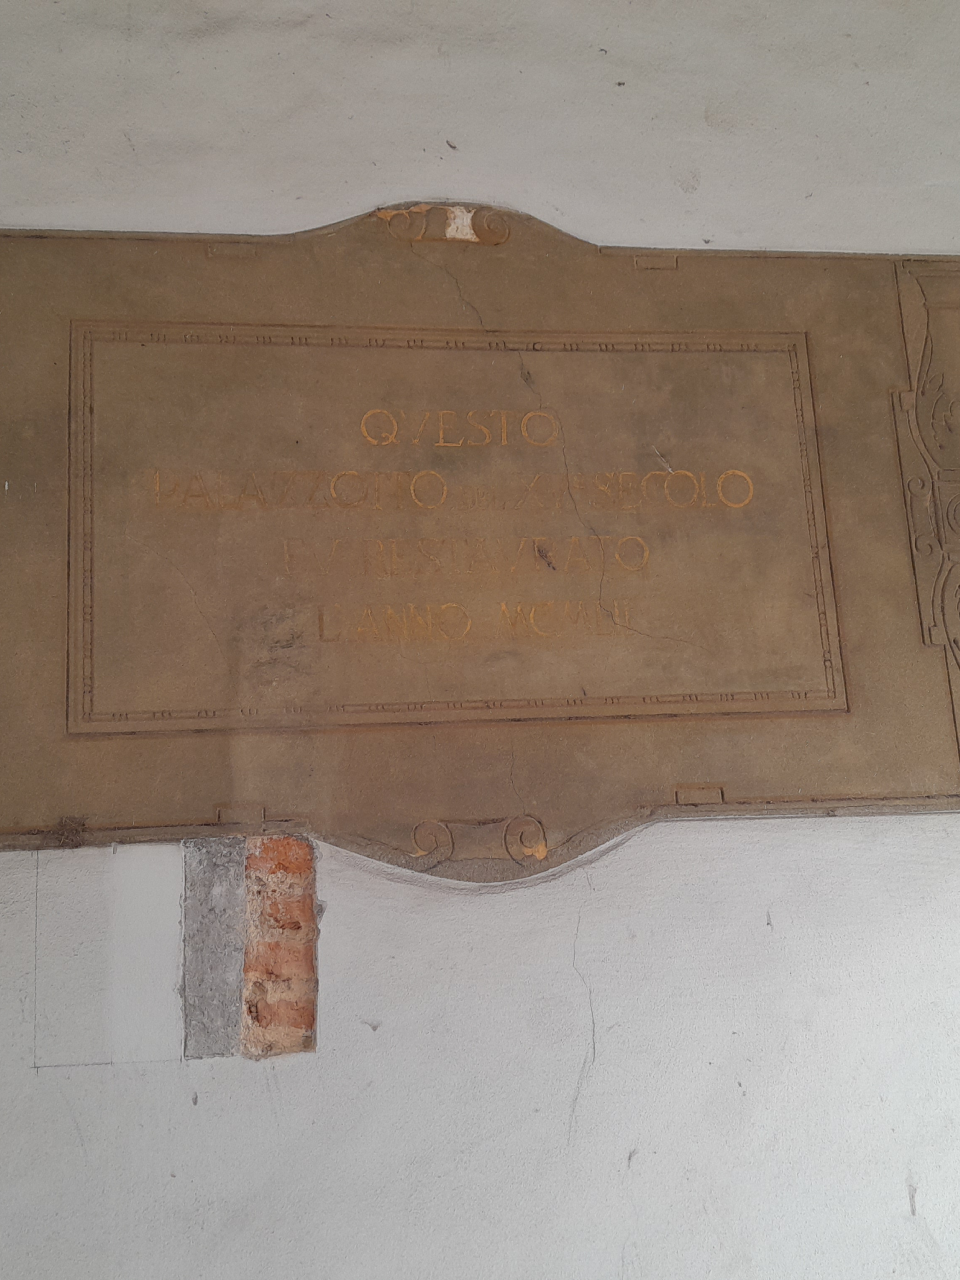 QVESTO
PALAZZOTTO SECOLO
FV RESTAVRATO
L'ANNO